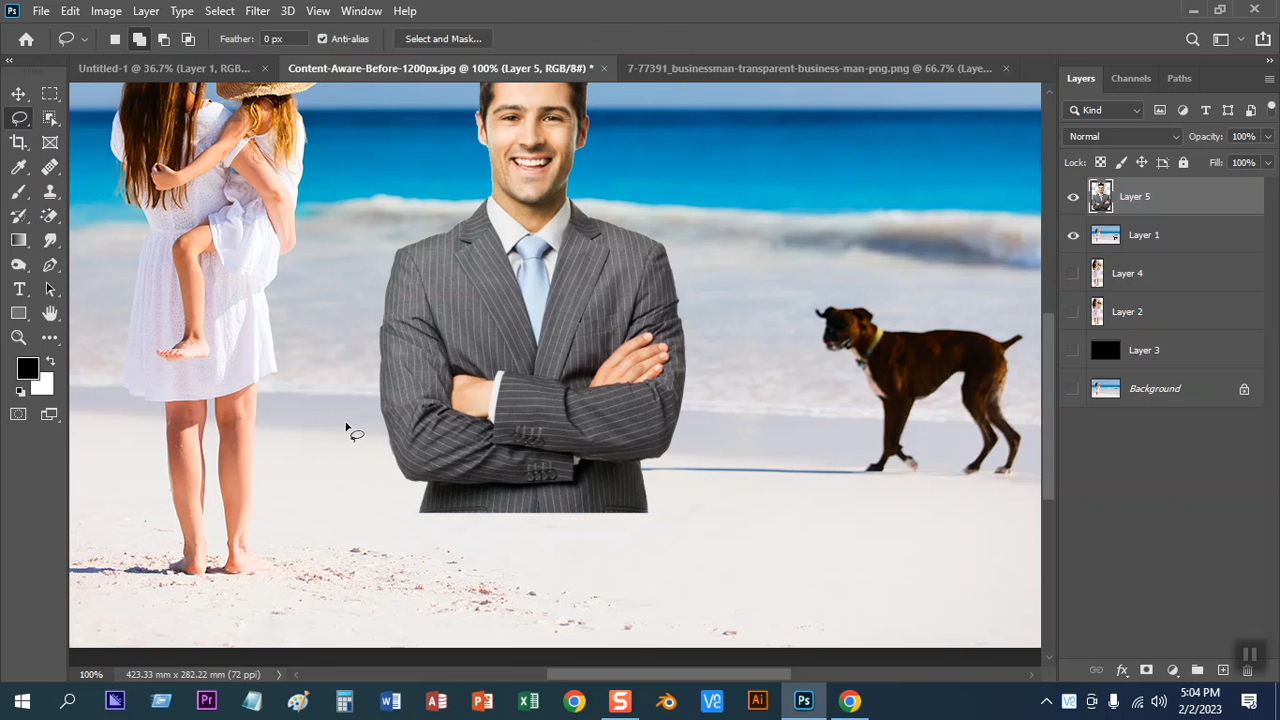 Ps File Edit Image Layer Type Select Filter 3D View Window Help
Feather: 0 px Anti-alias Select and Mask...
Untitled-1 @ 36.7% (Layer 1, RGB... × Content-Aware-Before-1200px.jpg @ 100% (Layer 5, RGB/8#) * × 7-77391_businessman-transparent-business-man-png.png @ 66.7% (Laye... ×
Layers Channels Paths
Kind
Normal Opacity: 100%
Lock: Fill: 100%
Layer 5
Layer 1
Layer 4
Layer 2
Layer 3
Background
100% 423.33 mm x 282.22 mm (72 ppi)
5:04 PM
2/2/2023